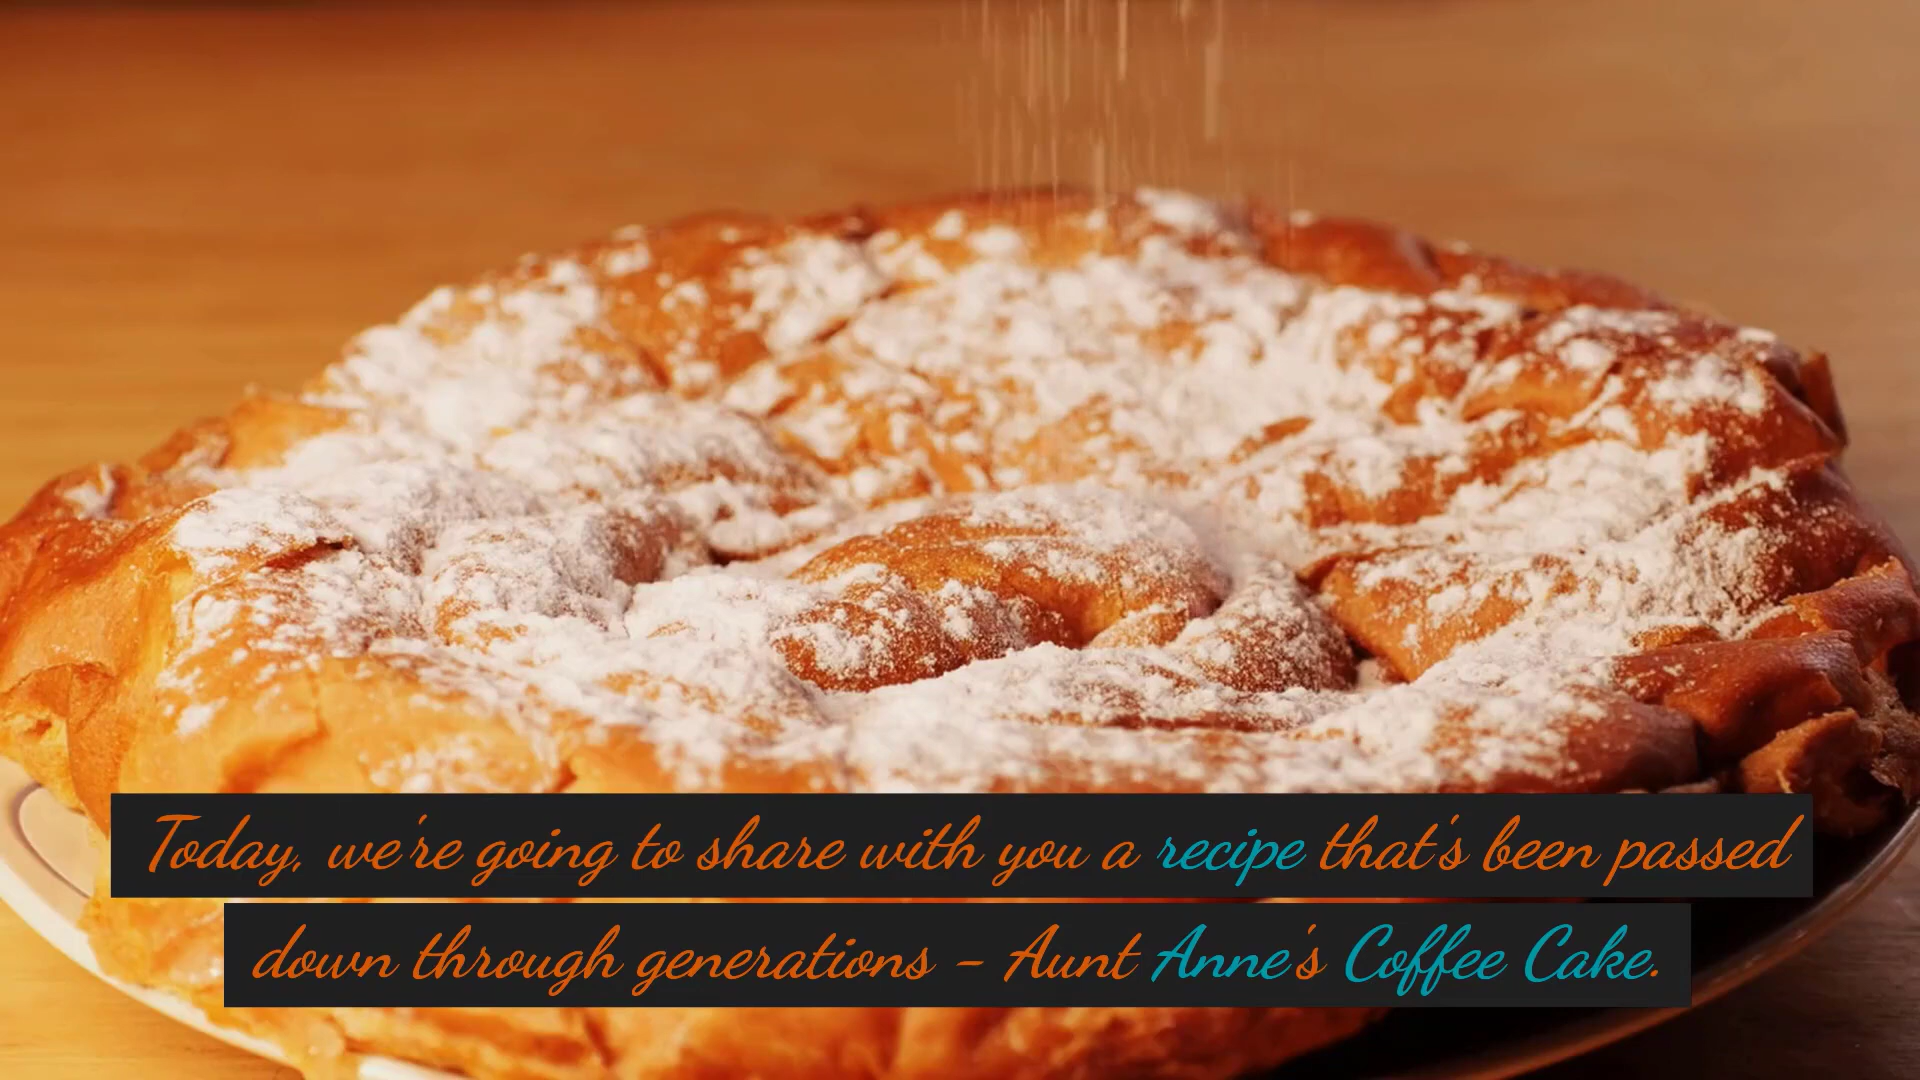 Today, we're going to share with you a recipe that's been passed
down through generations - Aunt Anne's Coffee Cake.